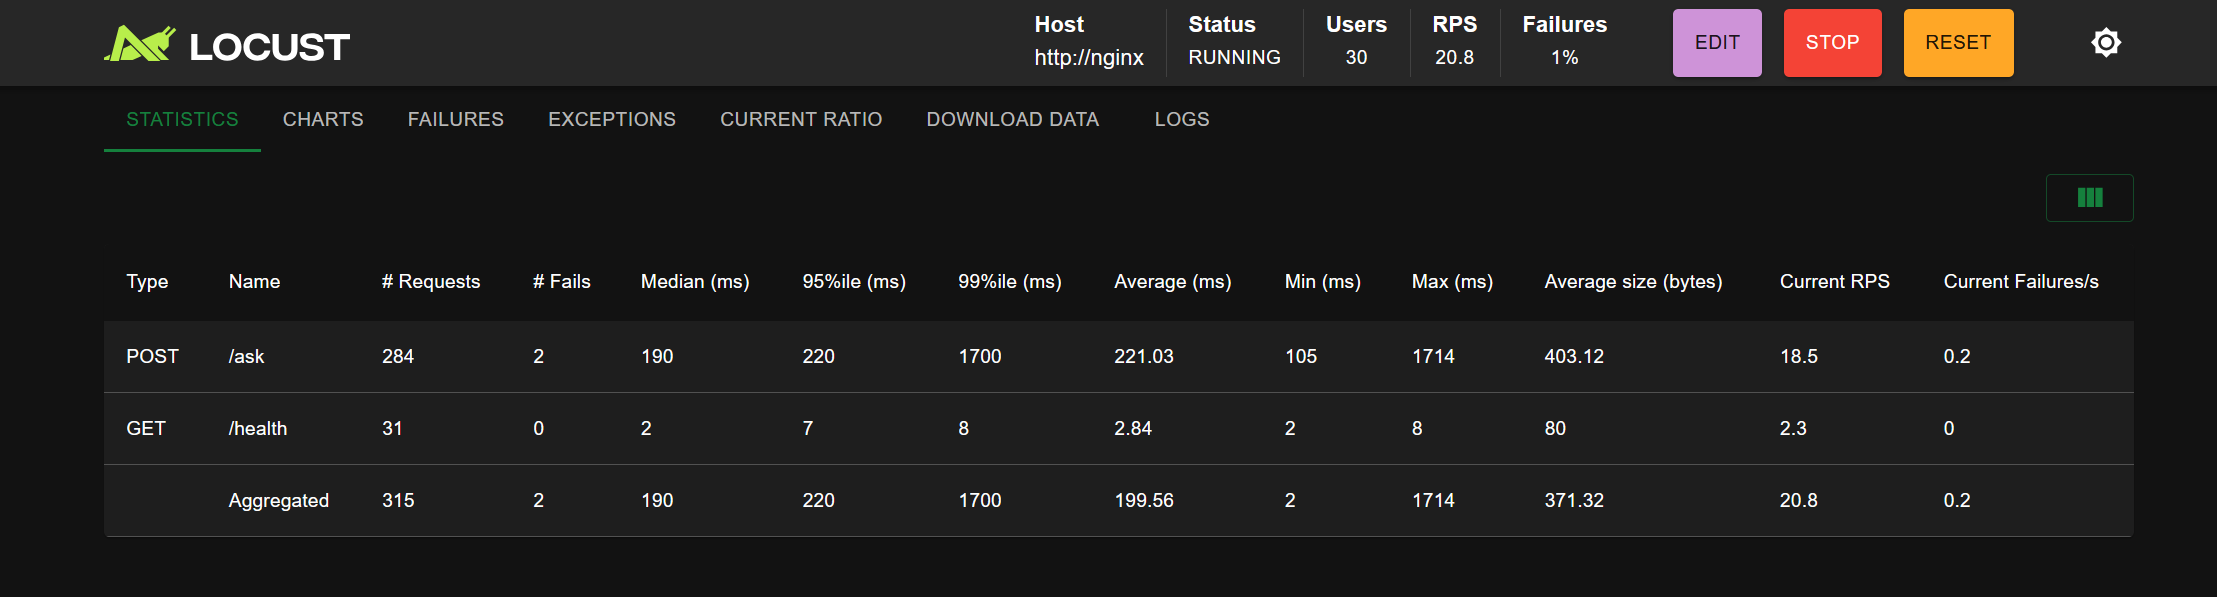 LOCUST
Host Status Users RPS Failures
http://nginx RUNNING 30 20.8 1%
EDIT STOP RESET
STATISTICS CHARTS FAILURES EXCEPTIONS CURRENT RATIO DOWNLOAD DATA LOGS
Type Name # Requests # Fails Median (ms) 95%ile (ms) 99%ile (ms) Average (ms) Min (ms) Max (ms) Average size (bytes) Current RPS Current Failures/s
POST /ask 284 2 190 220 1700 221.03 105 1714 403.12 18.5 0.2
GET /health 31 0 2 7 8 2.84 2 8 80 2.3 0
Aggregated 315 2 190 220 1700 199.56 2 1714 371.32 20.8 0.2